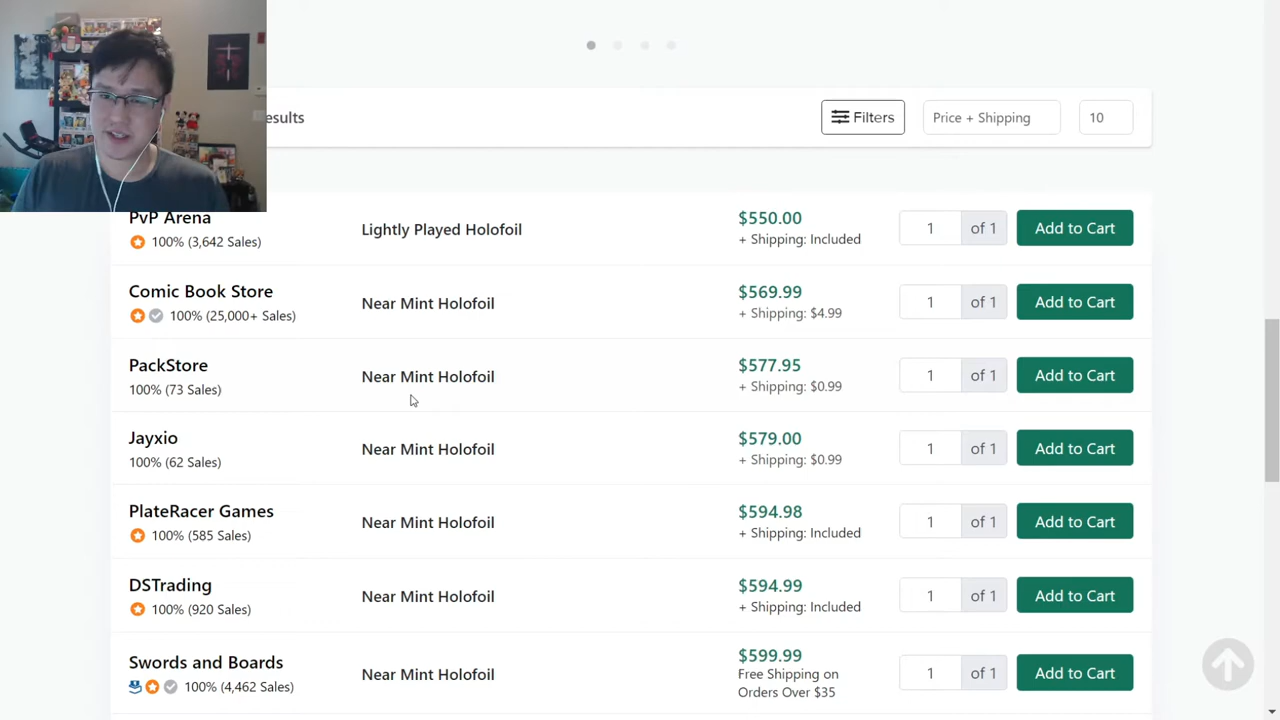 esults
Filters
Price + Shipping
10
PvP Arena
100% (3,642 Sales)
Lightly Played Holofoil
$550.00
+ Shipping: Included
1
of 1
Add to Cart
Comic Book Store
100% (25,000+ Sales)
Near Mint Holofoil
$569.99
+ Shipping: $4.99
1
of 1
Add to Cart
PackStore
100% (73 Sales)
Near Mint Holofoil
$577.95
+ Shipping: $0.99
1
of 1
Add to Cart
Jayxio
100% (62 Sales)
Near Mint Holofoil
$579.00
+ Shipping: $0.99
1
of 1
Add to Cart
PlateRacer Games
100% (585 Sales)
Near Mint Holofoil
$594.98
+ Shipping: Included
1
of 1
Add to Cart
DSTrading
100% (920 Sales)
Near Mint Holofoil
$594.99
+ Shipping: Included
1
of 1
Add to Cart
Swords and Boards
100% (4,462 Sales)
Near Mint Holofoil
$599.99
Free Shipping on
Orders Over $35
1
of 1
Add to Cart